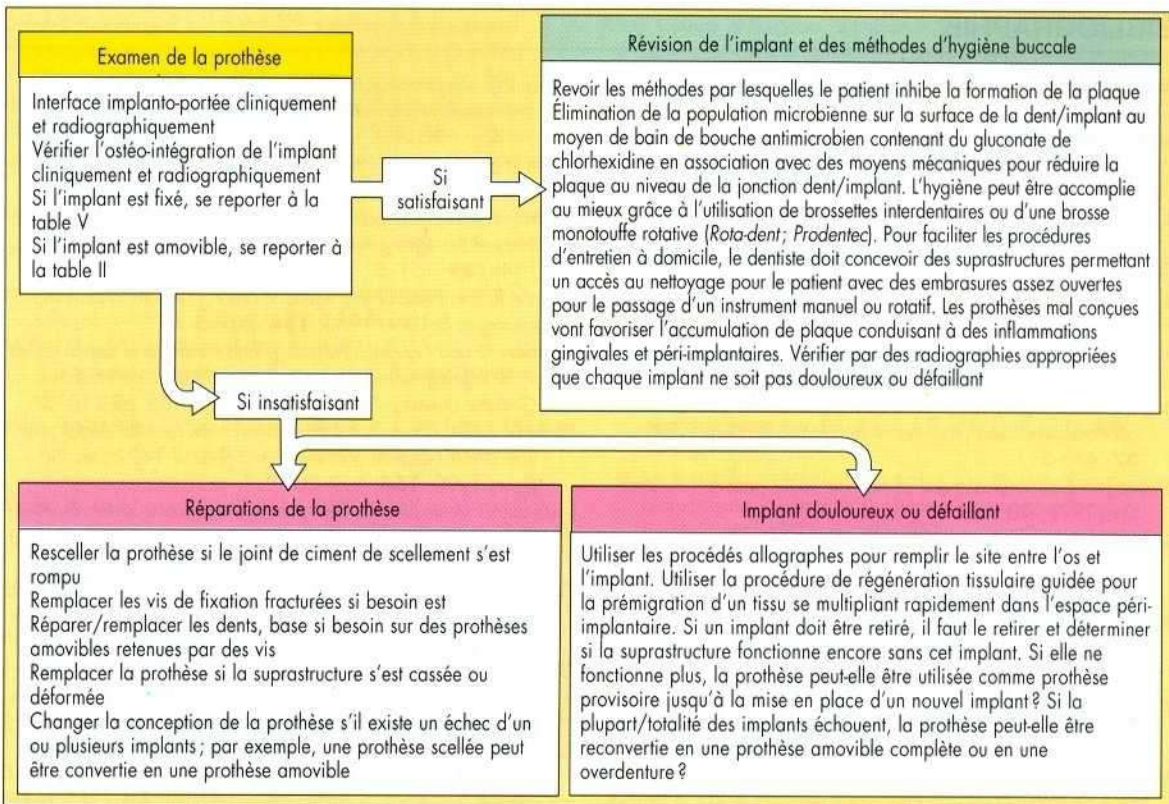 Examen de la prothèse
Interface implanto-portée cliniquement
et radiographiquement
Vérifier l'ostéo-intégration de l'implant
cliniquement et radiographiquement
Si l'implant est fixé, se reporter à la
table V
Si l'implant est amovible, se reporter à
la table II
Si
satisfaisant
Révision de l'implant et des méthodes d'hygiène buccale
Revoir les méthodes par lesquelles le patient inhibe la formation de la plaque
Élimination de la population microbienne sur la surface de la dent/implant au
moyen de bain de bouche antimicrobien contenant du gluconate de
chlorhexidine en association avec des moyens mécaniques pour réduire la
plaque au niveau de la jonction dent/implant. L'hygiène peut être accomplie
au mieux grâce à l'utilisation de brossettes interdentaires ou d'une brosse
monotouffe rotative (Rota-dent; Prodentec). Pour faciliter les procédures
d'entretien à domicile, le dentiste doit concevoir des suprastructures permettant
un accès au nettoyage pour le patient avec des embrasures assez ouvertes
pour le passage d'un instrument manuel ou rotatif. Les prothèses mal conçues
vont favoriser l'accumulation de plaque conduisant à des inflammations
gingivales et péri-implantaires. Vérifier par des radiographies appropriées
que chaque implant ne soit pas douloureux ou défaillant
Si insatisfaisant
Réparations de la prothèse
Resceller la prothèse si le joint de ciment de scellement s'est
rompu
Remplacer les vis de fixation fracturées si besoin est
Réparer/remplacer les dents, base si besoin sur des prothèses
amovibles retenues par des vis
Remplacer la prothèse si la suprastructure s'est cassée ou
déformée
Changer la conception de la prothèse s'il existe un échec d'un
ou plusieurs implants; par exemple, une prothèse scellée peut
être convertie en une prothèse amovible
Implant douloureux ou défaillant
Utiliser les procédés allographes pour remplir le site entre l'os et
l'implant. Utiliser la procédure de régénération tissulaire guidée pour
la prémigration d'un tissu se multipliant rapidement dans l'espace péri-
implantaire. Si un implant doit être retiré, il faut le retirer et déterminer
si la suprastructure fonctionne encore sans cet implant. Si elle ne
fonctionne plus, la prothèse peut-elle être utilisée comme prothèse
provisoire jusqu'à la mise en place d'un nouvel implant? Si la
plupart/totalité des implants échouent, la prothèse peut-elle être
reconvertie en une prothèse amovible complète ou en une
overdenture?